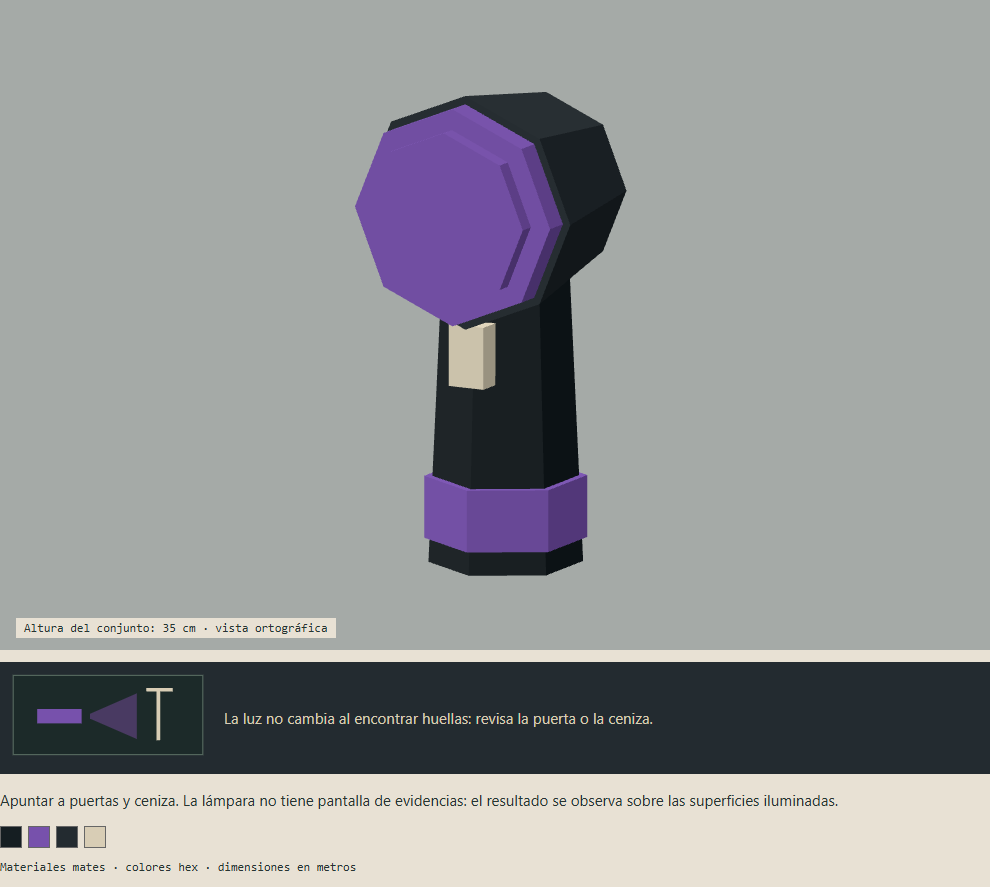 Altura del conjunto: 35 cm · vista ortográfica
T
La luz no cambia al encontrar huellas: revisa la puerta o la ceniza.
Apuntar a puertas y ceniza. La lámpara no tiene pantalla de evidencias: el resultado se observa sobre las superficies iluminadas.
Materiales mates · colores hex · dimensiones en metros